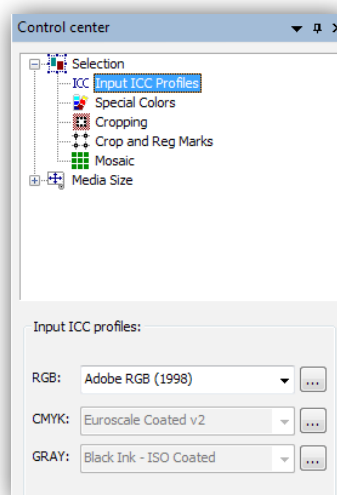 Control center
Selection
ICC Input ICC Profiles
Special Colors
Cropping
Crop and Reg Marks
Mosaic
Media Size
Input ICC profiles:
RGB: Adobe RGB (1998) ...
CMYK: Euroscale Coated v2 ...
GRAY: Black Ink - ISO Coated ...